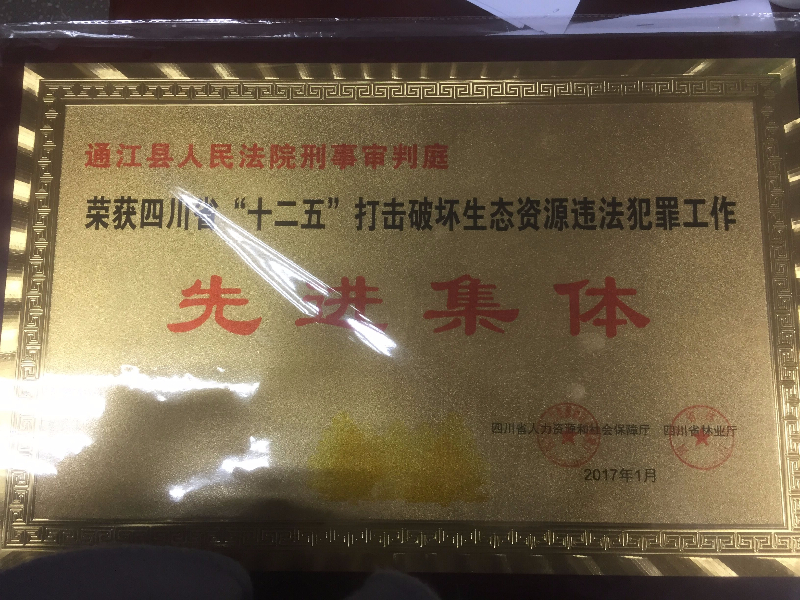 通江县人民法院刑事审判庭
荣获四川省“十二五”打击破坏生态资源违法犯罪工作
先进集体
四川省人力资源和社会保障厅 四川省林业厅
2017年1月